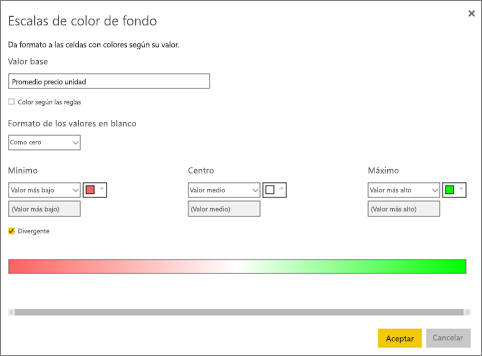 Escalas de color de fondo
Da formato a las celdas con colores según su valor.
Valor base
Promedio precio unidad
Color según las reglas
Formato de los valores en blanco
Como cero
Mínimo Centro Máximo
Valor más bajo Valor medio Valor más alto
(Valor más bajo) (Valor medio) (Valor más alto)
Divergente
Aceptar Cancelar